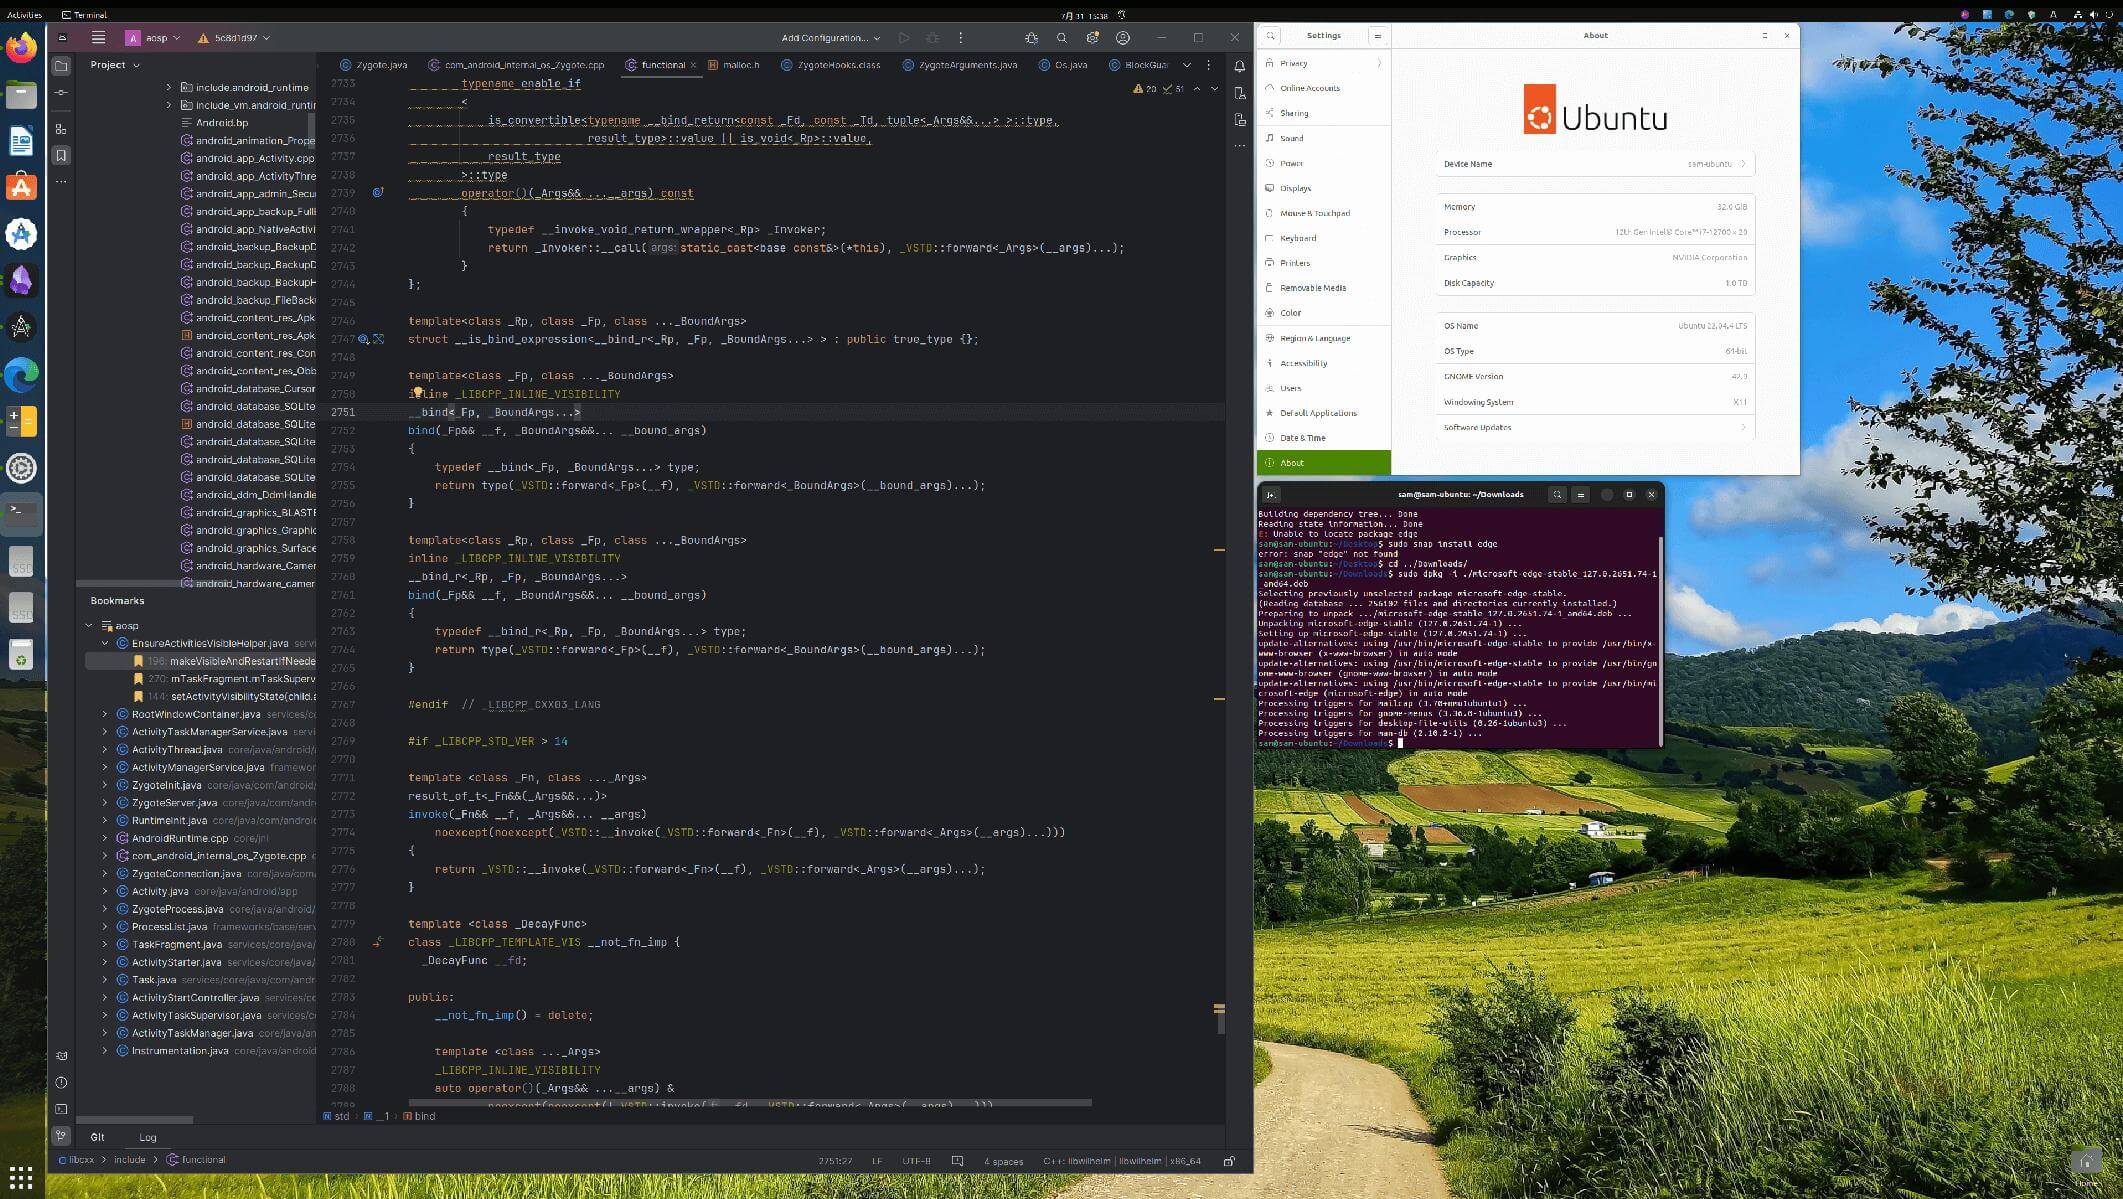 Activities
Terminal
7月 31 15:38
A
aosp
5c8d1d97
Add Configuration...
Project
Zygote.java
com_android_internal_os_Zygote.cpp
functional
malloc.h
ZygoteHooks.class
ZygoteArguments.java
Os.java
BlockGuar
include.android_runtime
include_vm.android_runtir
Android.bp
android_animation_Prope
android_app_Activity.cpp
android_app_ActivityThre
android_app_admin_Secu
android_app_backup_FullB
android_app_NativeActivi
android_backup_BackupD
android_backup_BackupD
android_backup_BackupH
android_backup_FileBack
android_content_res_Apk
android_content_res_Apk
android_content_res_Con
android_content_res_Obb
android_database_Cursor
android_database_SQLite
android_database_SQLite
android_database_SQLite
android_database_SQLite
android_database_SQLite
android_ddm_DdmHandle
android_graphics_BLASTE
android_graphics_Graphic
android_graphics_Surface
android_hardware_Camer
android_hardware_camer
Bookmarks
aosp
EnsureActivitiesVisibleHelper.java servi
196: makeVisibleAndRestartIfNeede
270: mTaskFragment.mTaskSuperv
144: setActivityVisibilityState(child.a
RootWindowContainer.java services/c
ActivityTaskManagerService.java servi
ActivityThread.java core/java/android/
ActivityManagerService.java framewor
ZygoteInit.java core/java/com/android/
ZygoteServer.java core/java/com/andr
RuntimeInit.java core/java/com/android
AndroidRuntime.cpp core/jni
com_android_internal_os_Zygote.cpp c
ZygoteConnection.java core/java/com/
Activity.java core/java/android/app
ZygoteProcess.java core/java/android/
ProcessList.java frameworks/base/serv
TaskFragment.java services/core/java/
ActivityStarter.java services/core/java/
Task.java services/core/java/com/andro
ActivityStartController.java services/cc
ActivityTaskSupervisor.java services/co
ActivityTaskManager.java core/java/and
Instrumentation.java core/java/android
20 51
2733 typename enable_if
2734 <
2735 is_convertible<typename __bind_return<const _Fd, const _Td, tuple<_Args&&...> >::type,
2736 result_type>::value || is_void<_Rp>::value,
2737 result_type
2738 >::type
2739 operator()(_Args&& ...__args) const
2740 {
2741 typedef __invoke_void_return_wrapper<_Rp> _Invoker;
2742 return _Invoker::__call( args: static_cast<base const&>(*this), _VSTD::forward<_Args>(__args)...);
2743 }
2744 };
2745
2746 template<class _Rp, class _Fp, class ..._BoundArgs>
2747 struct __is_bind_expression<__bind_r<_Rp, _Fp, _BoundArgs...> > : public true_type {};
2748
2749 template<class _Fp, class ..._BoundArgs>
2750 inline _LIBCPP_INLINE_VISIBILITY
2751 __bind<_Fp, _BoundArgs...>
2752 bind(_Fp&& __f, _BoundArgs&&... __bound_args)
2753 {
2754 typedef __bind<_Fp, _BoundArgs...> type;
2755 return type(_VSTD::forward<_Fp>(__f), _VSTD::forward<_BoundArgs>(__bound_args)...);
2756 }
2757
2758 template<class _Rp, class _Fp, class ..._BoundArgs>
2759 inline _LIBCPP_INLINE_VISIBILITY
2760 __bind_r<_Rp, _Fp, _BoundArgs...>
2761 bind(_Fp&& __f, _BoundArgs&&... __bound_args)
2762 {
2763 typedef __bind_r<_Rp, _Fp, _BoundArgs...> type;
2764 return type(_VSTD::forward<_Fp>(__f), _VSTD::forward<_BoundArgs>(__bound_args)...);
2765 }
2766
2767 #endif // _LIBCPP_CXX03_LANG
2768
2769 #if _LIBCPP_STD_VER > 14
2770
2771 template <class _Fn, class ..._Args>
2772 result_of_t<_Fn&&(_Args&&...)>
2773 invoke(_Fn&& __f, _Args&&... __args)
2774 noexcept(noexcept(_VSTD::__invoke(_VSTD::forward<_Fn>(__f), _VSTD::forward<_Args>(__args)...)))
2775 {
2776 return _VSTD::__invoke(_VSTD::forward<_Fn>(__f), _VSTD::forward<_Args>(__args)...);
2777 }
2778
2779 template <class _DecayFunc>
2780 class _LIBCPP_TEMPLATE_VIS __not_fn_imp {
2781 _DecayFunc __fd;
2782
2783 public:
2784 __not_fn_imp() = delete;
2785
2786 template <class ..._Args>
2787 _LIBCPP_INLINE_VISIBILITY
2788 auto operator()(_Args&& ...__args) &
std
__1
bind
Git
Log
libcxx
include
functional
2751:27
LF
UTF-8
4 spaces
C++: libwilhelm | libwilhelm | x86_64
Settings
About
Privacy
Online Accounts
Sharing
Sound
Power
Displays
Mouse & Touchpad
Keyboard
Printers
Removable Media
Color
Region & Language
Accessibility
Users
Default Applications
Date & Time
About
Ubuntu
Device Name sam-ubuntu
Memory 32.0 GiB
Processor 12th Gen Intel® Core™ i7-12700 × 20
Graphics NVIDIA Corporation
Disk Capacity 1.0 TB
OS Name Ubuntu 22.04.4 LTS
OS Type 64-bit
GNOME Version 42.9
Windowing System X11
Software Updates
sam@sam-ubuntu: ~/Downloads
Building dependency tree... Done
Reading state information... Done
E: Unable to locate package edge
sam@sam-ubuntu:~/Desktop$ sudo snap install edge
error: snap "edge" not found
sam@sam-ubuntu:~/Desktop$ cd ../Downloads/
sam@sam-ubuntu:~/Downloads$ sudo dpkg -i ./microsoft-edge-stable_127.0.2651.74-1
_amd64.deb
Selecting previously unselected package microsoft-edge-stable.
(Reading database ... 256102 files and directories currently installed.)
Preparing to unpack .../microsoft-edge-stable_127.0.2651.74-1_amd64.deb ...
Unpacking microsoft-edge-stable (127.0.2651.74-1) ...
Setting up microsoft-edge-stable (127.0.2651.74-1) ...
update-alternatives: using /usr/bin/microsoft-edge-stable to provide /usr/bin/x-
www-browser (x-www-browser) in auto mode
update-alternatives: using /usr/bin/microsoft-edge-stable to provide /usr/bin/gn
ome-www-browser (gnome-www-browser) in auto mode
update-alternatives: using /usr/bin/microsoft-edge-stable to provide /usr/bin/mi
crosoft-edge (microsoft-edge) in auto mode
Processing triggers for mailcap (3.70+nmu1ubuntu1) ...
Processing triggers for gnome-menus (3.36.0-1ubuntu3) ...
Processing triggers for desktop-file-utils (0.26-1ubuntu3) ...
Processing triggers for man-db (2.10.2-1) ...
sam@sam-ubuntu:~/Downloads$
SSD
SSD
Home